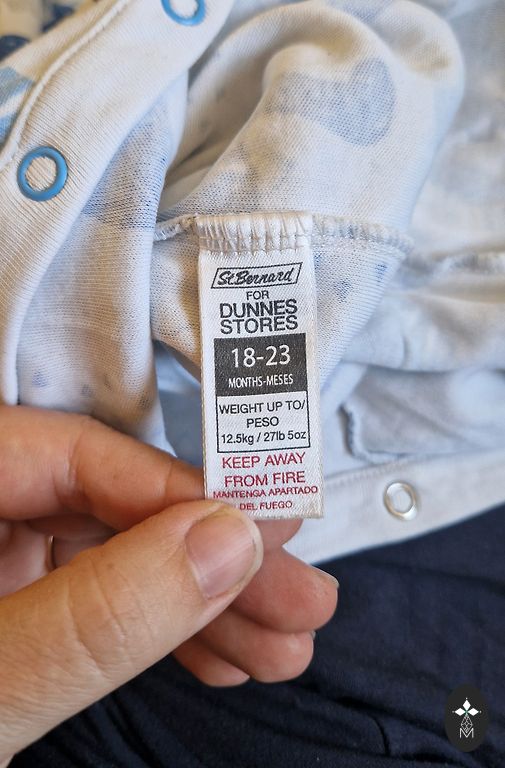 St.Bernard
FOR
DUNNES
STORES
18-23
MONTHS-MESES
WEIGHT UP TO/
PESO
12.5kg / 27lb 5oz
KEEP AWAY
FROM FIRE
MANTENGA APARTADO
DEL FUEGO
M